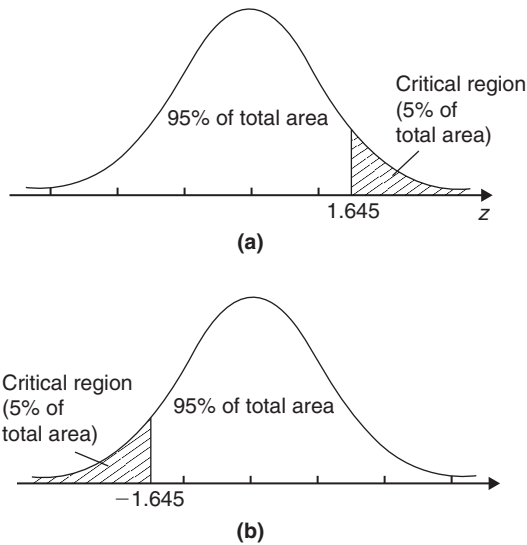 Critical region
(5% of
total area)
95% of total area
1.645
z
(a)
Critical region
(5% of
total area)
95% of total area
−1.645
(b)